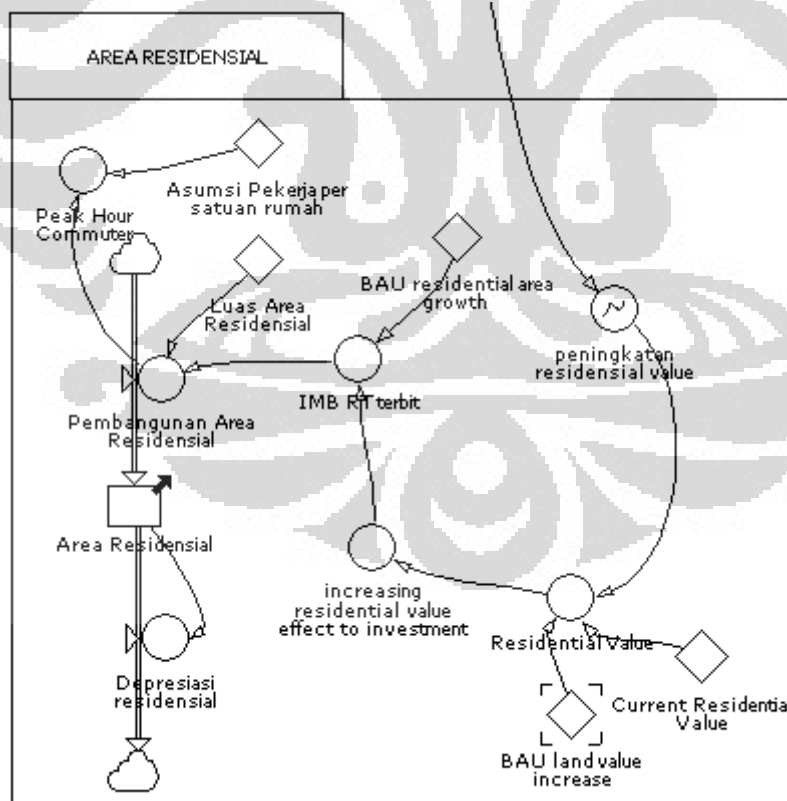 AREA RESIDENSIAL
Asumsi Pekerja per
satuan rumah
Peak Hour
Commuter
Luas Area
Residensial
BAU residential area
growth
peningkatan
residensial value
IMB RT terbit
Pembangunan Area
Residensial
Area Residensial
increasing
residential value
effect to investment
Residential Value
Depresiasi
residensial
Current Residentia
Value
BAU land value
increase